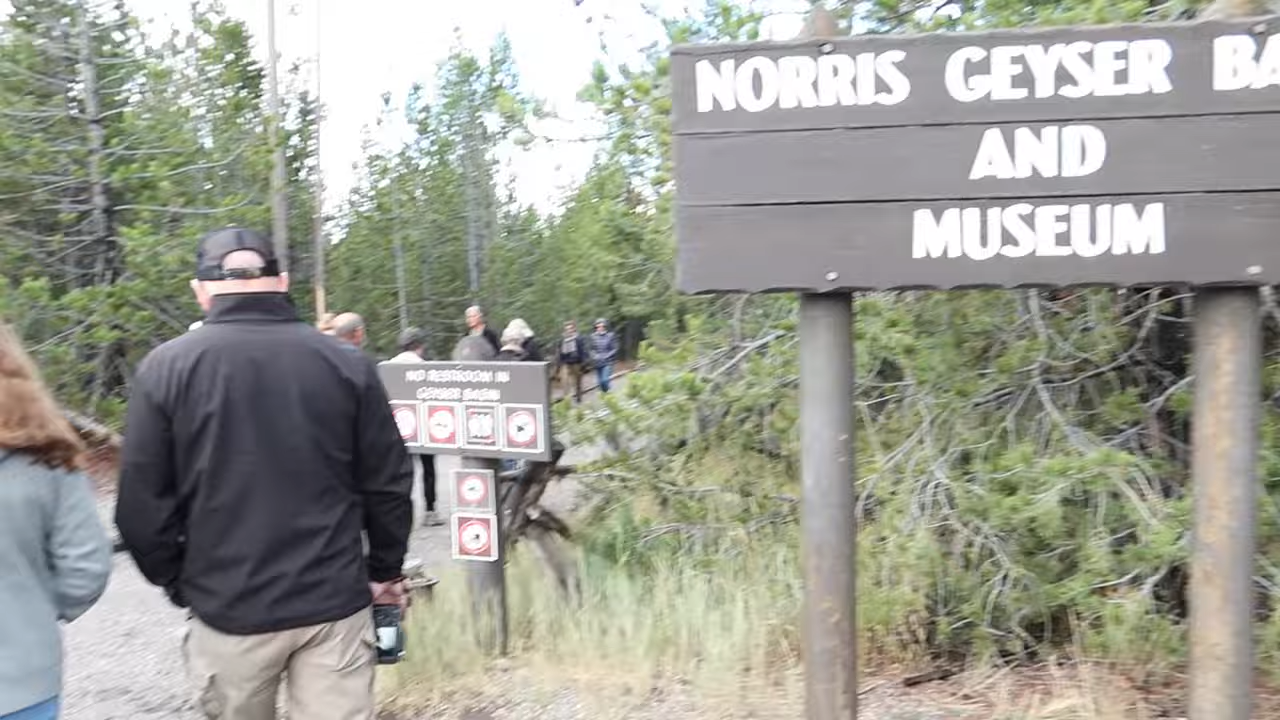 NORRIS GEYSER BA
AND
MUSEUM
NO RESTROOM IN
GEYSER BASIN